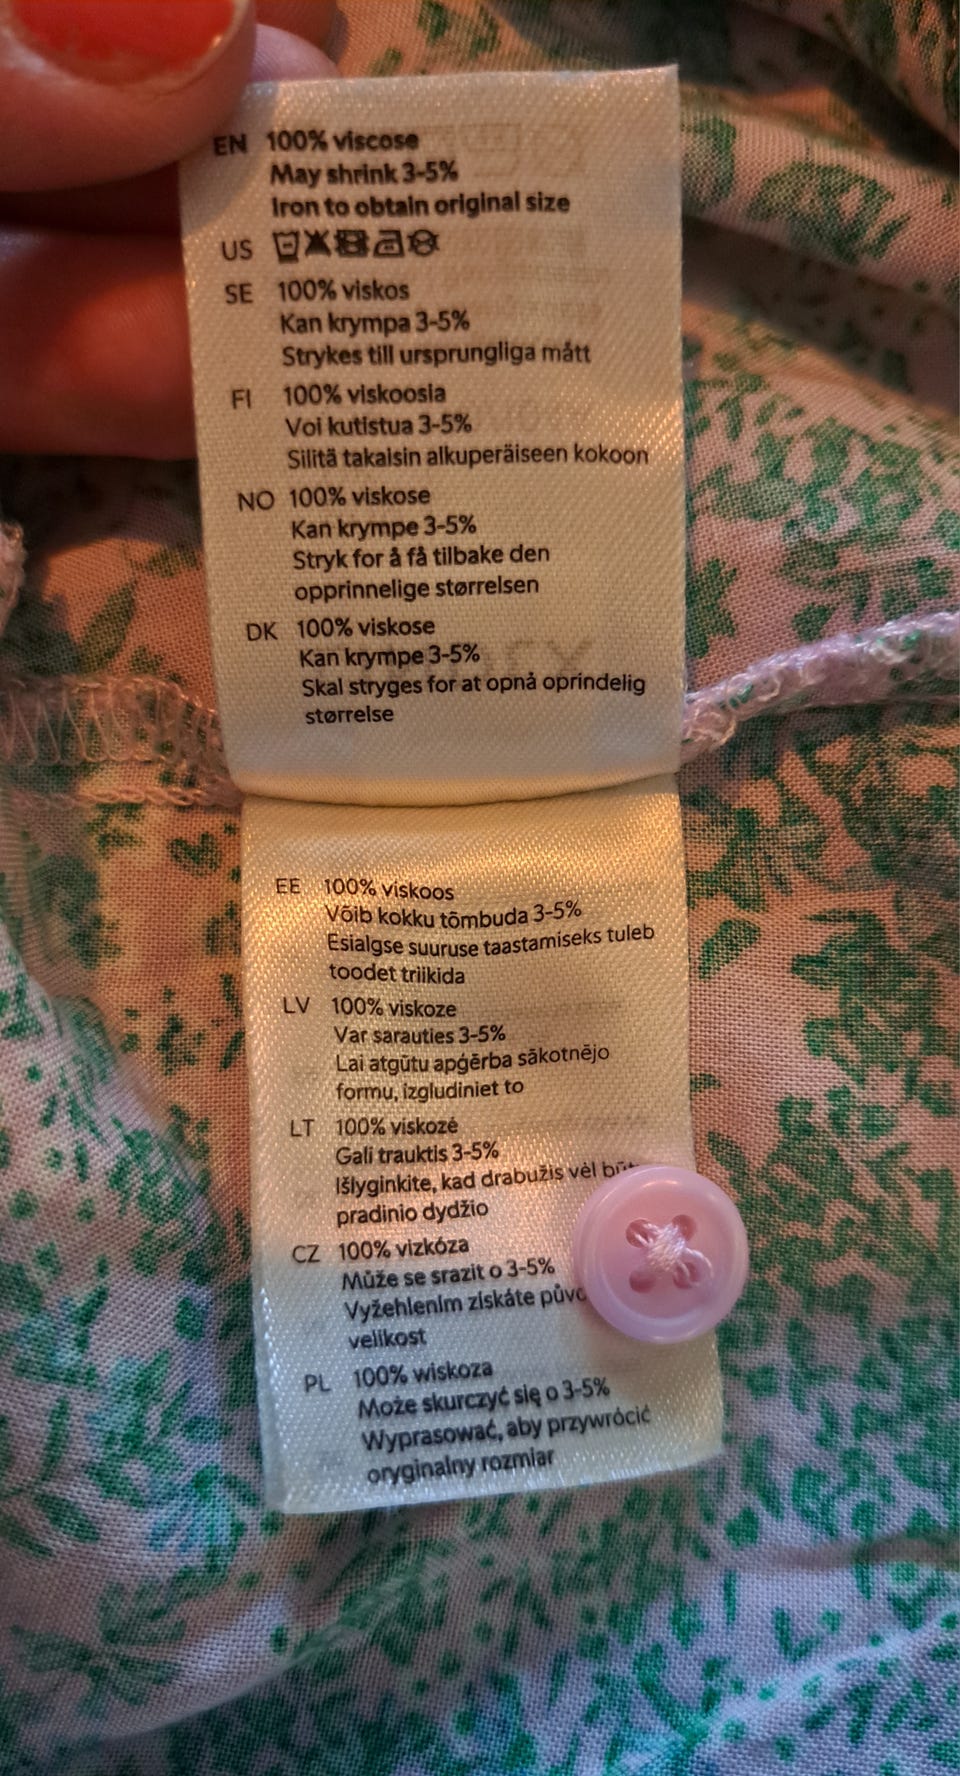 EN 100% viscose
May shrink 3-5%
Iron to obtain original size
US
SE 100% viskos
Kan krympa 3-5%
Strykes till ursprungliga mått
FI 100% viskoosia
Voi kutistua 3-5%
Silitä takaisin alkuperäiseen kokoon
NO 100% viskose
Kan krympe 3-5%
Stryk for å få tilbake den
opprinnelige størrelsen
DK 100% viskose
Kan krympe 3-5%
Skal stryges for at opnå oprindelig
størrelse
EE 100% viskoos
Võib kokku tõmbuda 3-5%
Esialgse suuruse taastamiseks tuleb
toodet triikida
LV 100% viskoze
Var sarauties 3-5%
Lai atgūtu apģērba sākotnējo
formu, izgludiniet to
LT 100% viskozė
Gali trauktis 3-5%
Išlyginkite, kad drabužis vėl
pradinio dydžio
CZ 100% vizkóza
Může se srazit o 3-5%
Vyžehlením získáte
velikost
PL 100% wiskoza
Może skurczyć się o 3-5%
Wyprasować, aby przywrócić
oryginalny rozmiar